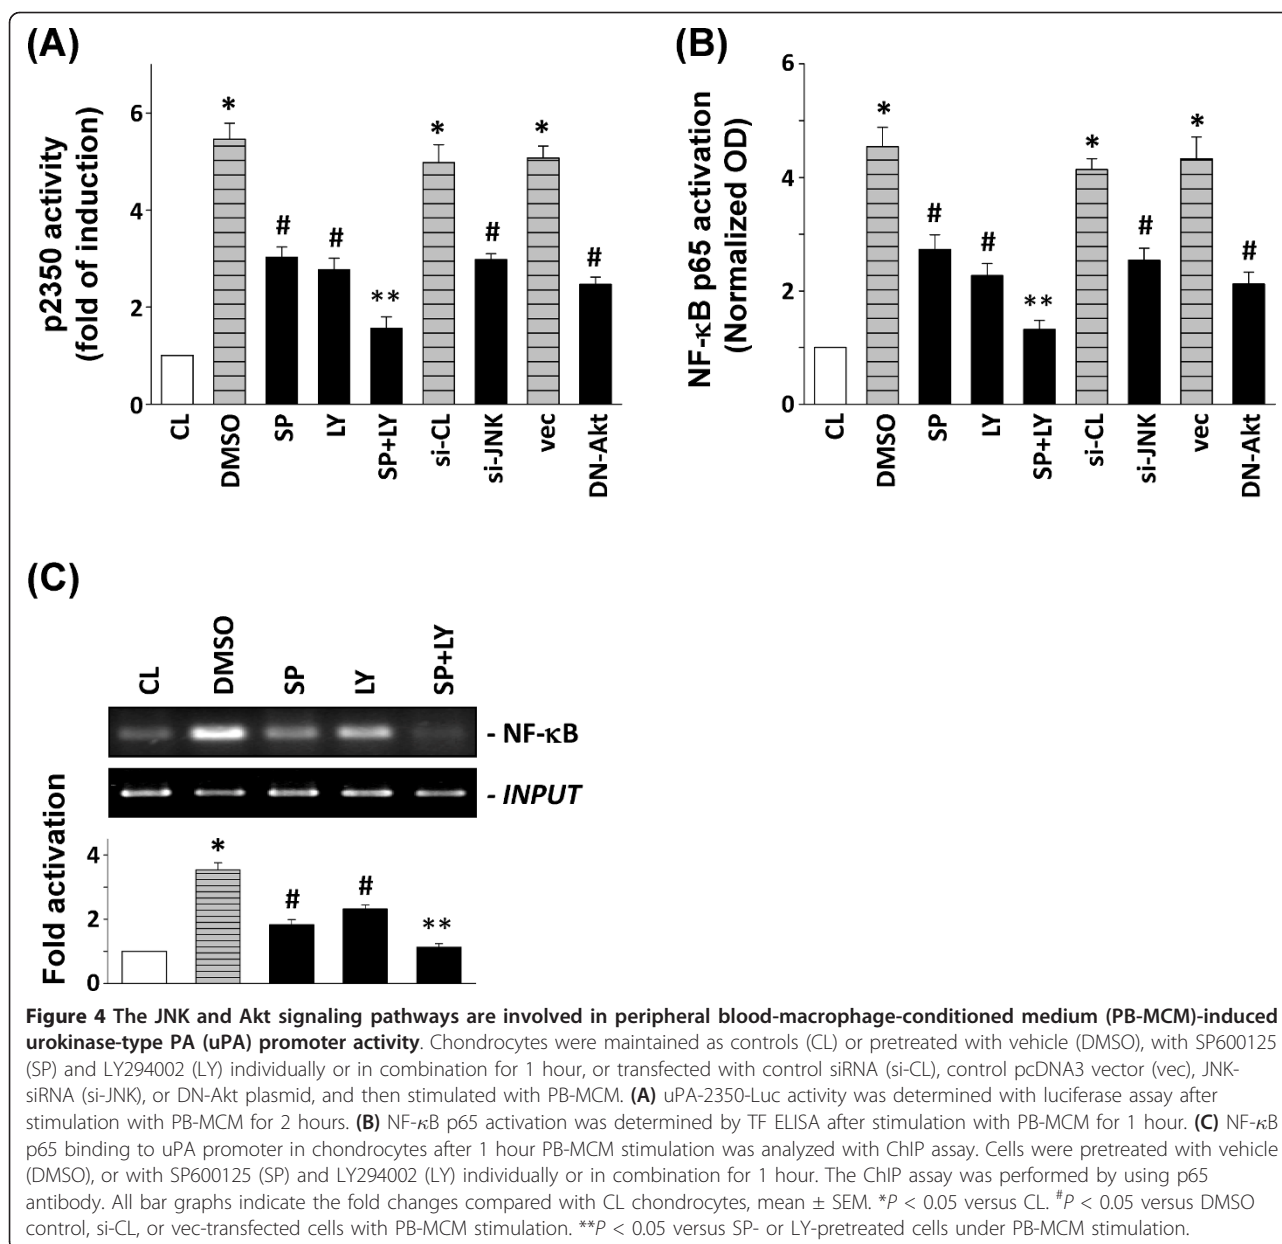 (A)
p2350 activity
(fold of induction)
6
4
2
0
*
#
#
**
*
#
*
#
CL
DMSO
SP
LY
SP+LY
si-CL
si-JNK
vec
DN-Akt
(B)
NF-κB p65 activation
(Normalized OD)
6
4
2
0
*
#
#
**
*
#
*
#
CL
DMSO
SP
LY
SP+LY
si-CL
si-JNK
vec
DN-Akt
(C)
CL
DMSO
SP
LY
SP+LY
- NF-κB
- INPUT
Fold activation
4
2
0
*
#
#
**
Figure 4 The JNK and Akt signaling pathways are involved in peripheral blood-macrophage-conditioned medium (PB-MCM)-induced
urokinase-type PA (uPA) promoter activity. Chondrocytes were maintained as controls (CL) or pretreated with vehicle (DMSO), with SP600125
(SP) and LY294002 (LY) individually or in combination for 1 hour, or transfected with control siRNA (si-CL), control pcDNA3 vector (vec), JNK-
siRNA (si-JNK), or DN-Akt plasmid, and then stimulated with PB-MCM. (A) uPA-2350-Luc activity was determined with luciferase assay after
stimulation with PB-MCM for 2 hours. (B) NF-κB p65 activation was determined by TF ELISA after stimulation with PB-MCM for 1 hour. (C) NF-κB
p65 binding to uPA promoter in chondrocytes after 1 hour PB-MCM stimulation was analyzed with ChIP assay. Cells were pretreated with vehicle
(DMSO), or with SP600125 (SP) and LY294002 (LY) individually or in combination for 1 hour. The ChIP assay was performed by using p65
antibody. All bar graphs indicate the fold changes compared with CL chondrocytes, mean ± SEM. *P < 0.05 versus CL. #P < 0.05 versus DMSO
control, si-CL, or vec-transfected cells with PB-MCM stimulation. **P < 0.05 versus SP- or LY-pretreated cells under PB-MCM stimulation.